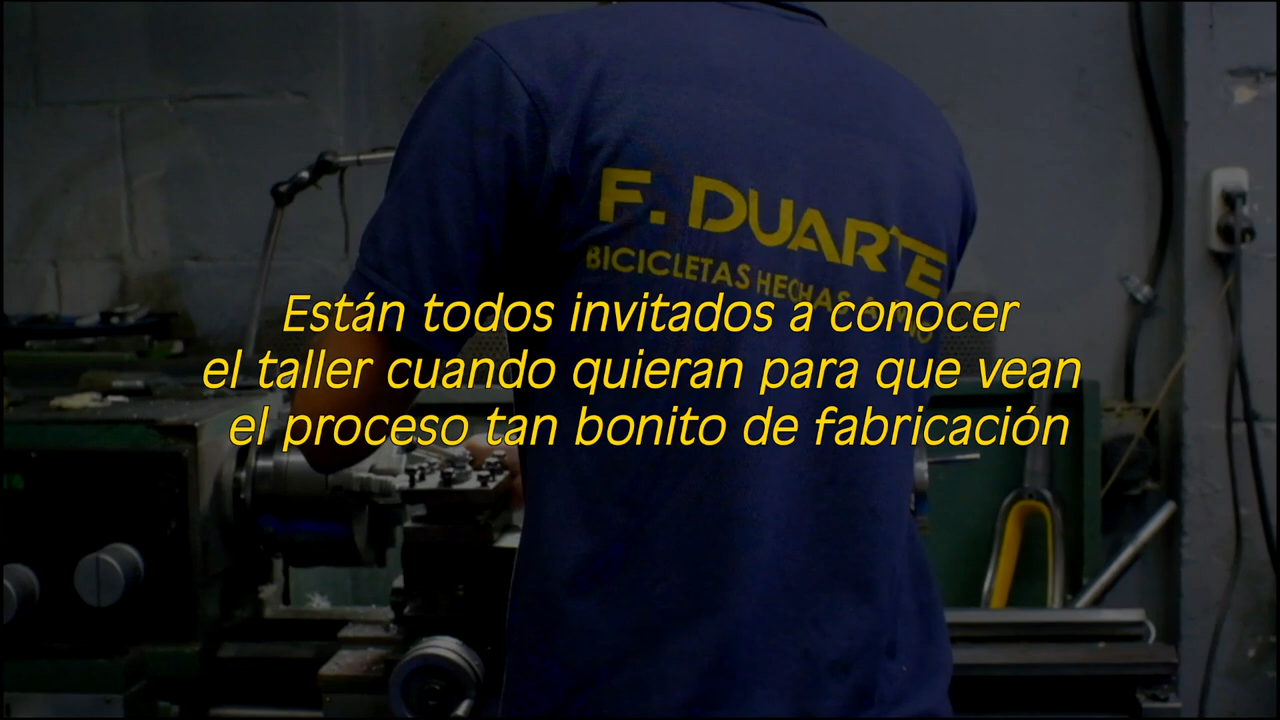 F. DUARTE
BICICLETAS HECHAS A
Están todos invitados a conocer
el taller cuando quieran para que vean
el proceso tan bonito de fabricación